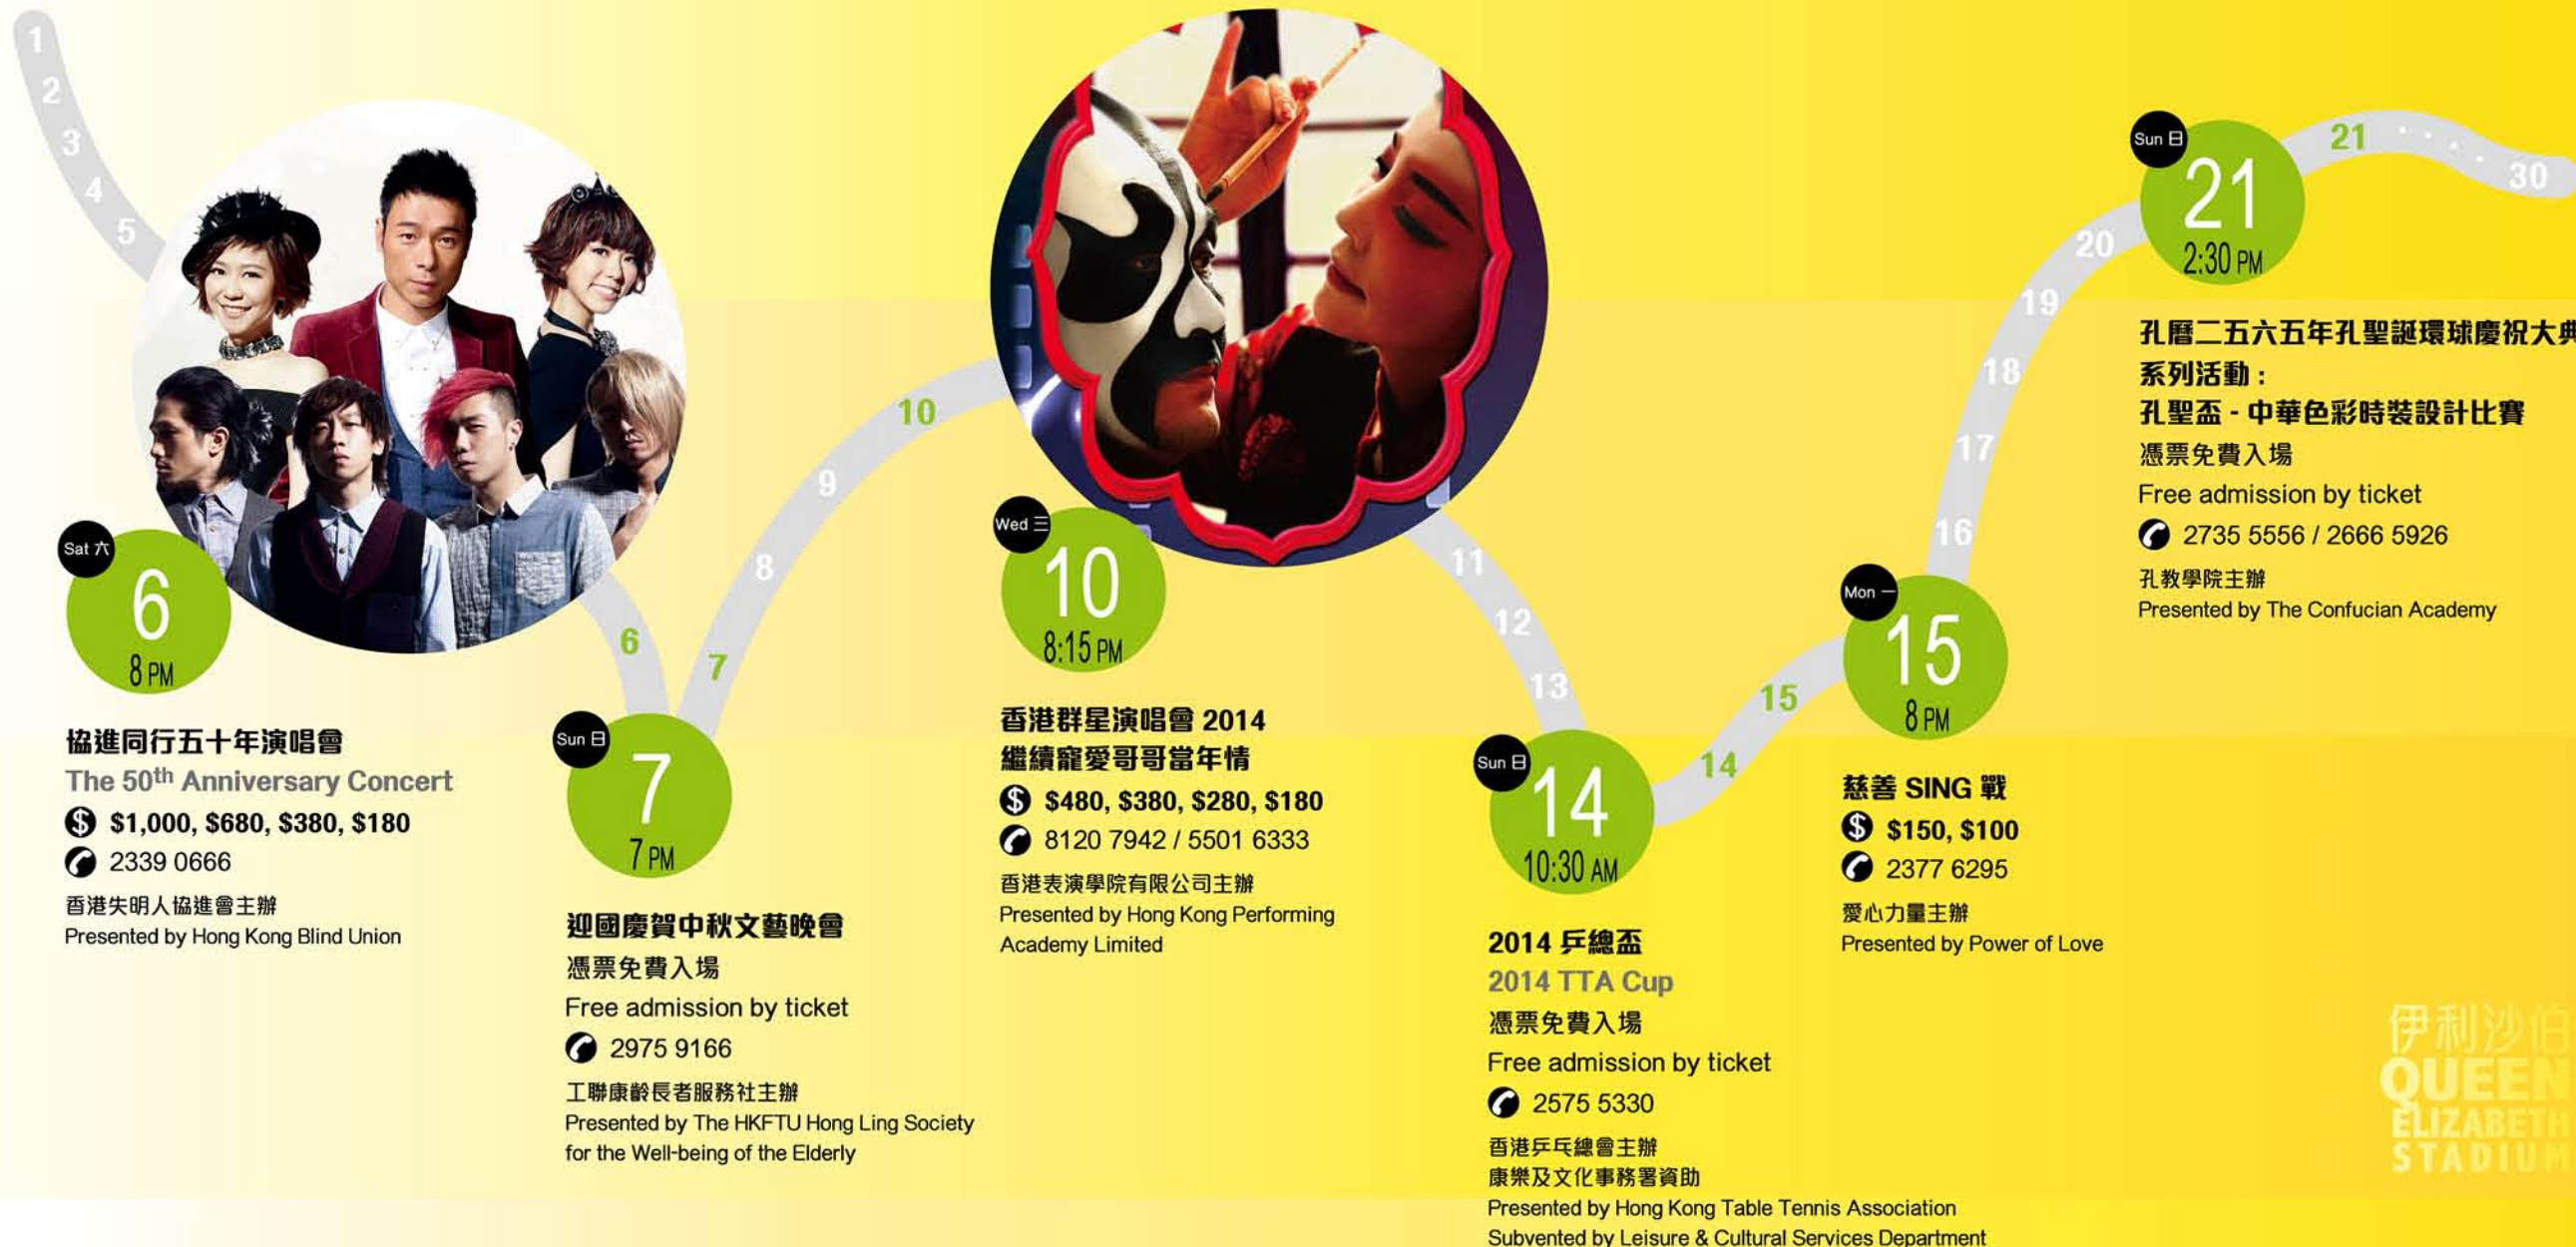 1
2
3
4
5
Sat 六
6
8 PM
協進同行五十年演唱會
The 50th Anniversary Concert
$ $1,000, $680, $380, $180
2339 0666
香港失明人協進會主辦
Presented by Hong Kong Blind Union
6
7
Sun 日
7
7 PM
迎國慶賀中秋文藝晚會
憑票免費入場
Free admission by ticket
2975 9166
工聯康齡長者服務社主辦
Presented by The HKFTU Hong Ling Society
for the Well-being of the Elderly
8
9
10
Wed 三
10
8:15 PM
香港群星演唱會 2014
繼續寵愛哥哥當年情
$ $480, $380, $280, $180
8120 7942 / 5501 6333
香港表演學院有限公司主辦
Presented by Hong Kong Performing
Academy Limited
11
12
13
Sun 日
14
10:30 AM
2014 乒總盃
2014 TTA Cup
憑票免費入場
Free admission by ticket
2575 5330
香港乒乓總會主辦
康樂及文化事務署資助
Presented by Hong Kong Table Tennis Association
Subvented by Leisure & Cultural Services Department
14
15
Mon 一
15
8 PM
慈善 SING 戰
$ $150, $100
2377 6295
愛心力量主辦
Presented by Power of Love
16
17
18
19
20
Sun 日
21
2:30 PM
孔曆二五六五年孔聖誕環球慶祝大典
系列活動：
孔聖盃 - 中華色彩時裝設計比賽
憑票免費入場
Free admission by ticket
2735 5556 / 2666 5926
孔教學院主辦
Presented by The Confucian Academy
21
30
伊利沙伯
QUEEN
ELIZABETH
STADIUM